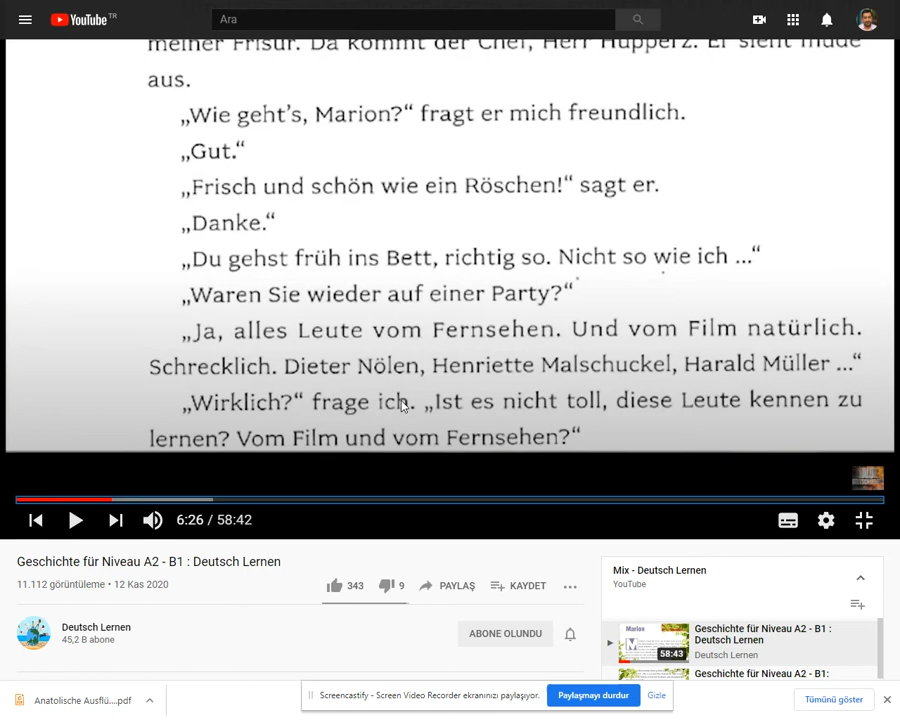 YouTube TR
Ara
meiner Frisur. Da kommt der Chef, Herr Hupperz. Er sieht müde
aus.
„Wie geht's, Marion?“ fragt er mich freundlich.
„Gut.“
„Frisch und schön wie ein Röschen!“ sagt er.
„Danke.“
„Du gehst früh ins Bett, richtig so. Nicht so wie ich ...“
„Waren Sie wieder auf einer Party?“
„Ja, alles Leute vom Fernsehen. Und vom Film natürlich.
Schrecklich. Dieter Nölen, Henriette Malschuckel, Harald Müller ...“
„Wirklich?“ frage ich. „Ist es nicht toll, diese Leute kennen zu
lernen? Vom Film und vom Fernsehen?“
6:26 / 58:42
Geschichte für Niveau A2 - B1 : Deutsch Lernen
11.112 görüntüleme • 12 Kas 2020
343
9
PAYLAŞ
KAYDET
Deutsch Lernen
45,2 B abone
ABONE OLUNDU
Mix - Deutsch Lernen
YouTube
Marion
58:43
Geschichte für Niveau A2 - B1 :
Deutsch Lernen
Deutsch Lernen
Geschichte für Niveau A2 - B1:
Anatolische Ausflü....pdf
Screencastify - Screen Video Recorder ekranınızı paylaşıyor.
Paylaşmayı durdur
Gizle
Tümünü göster